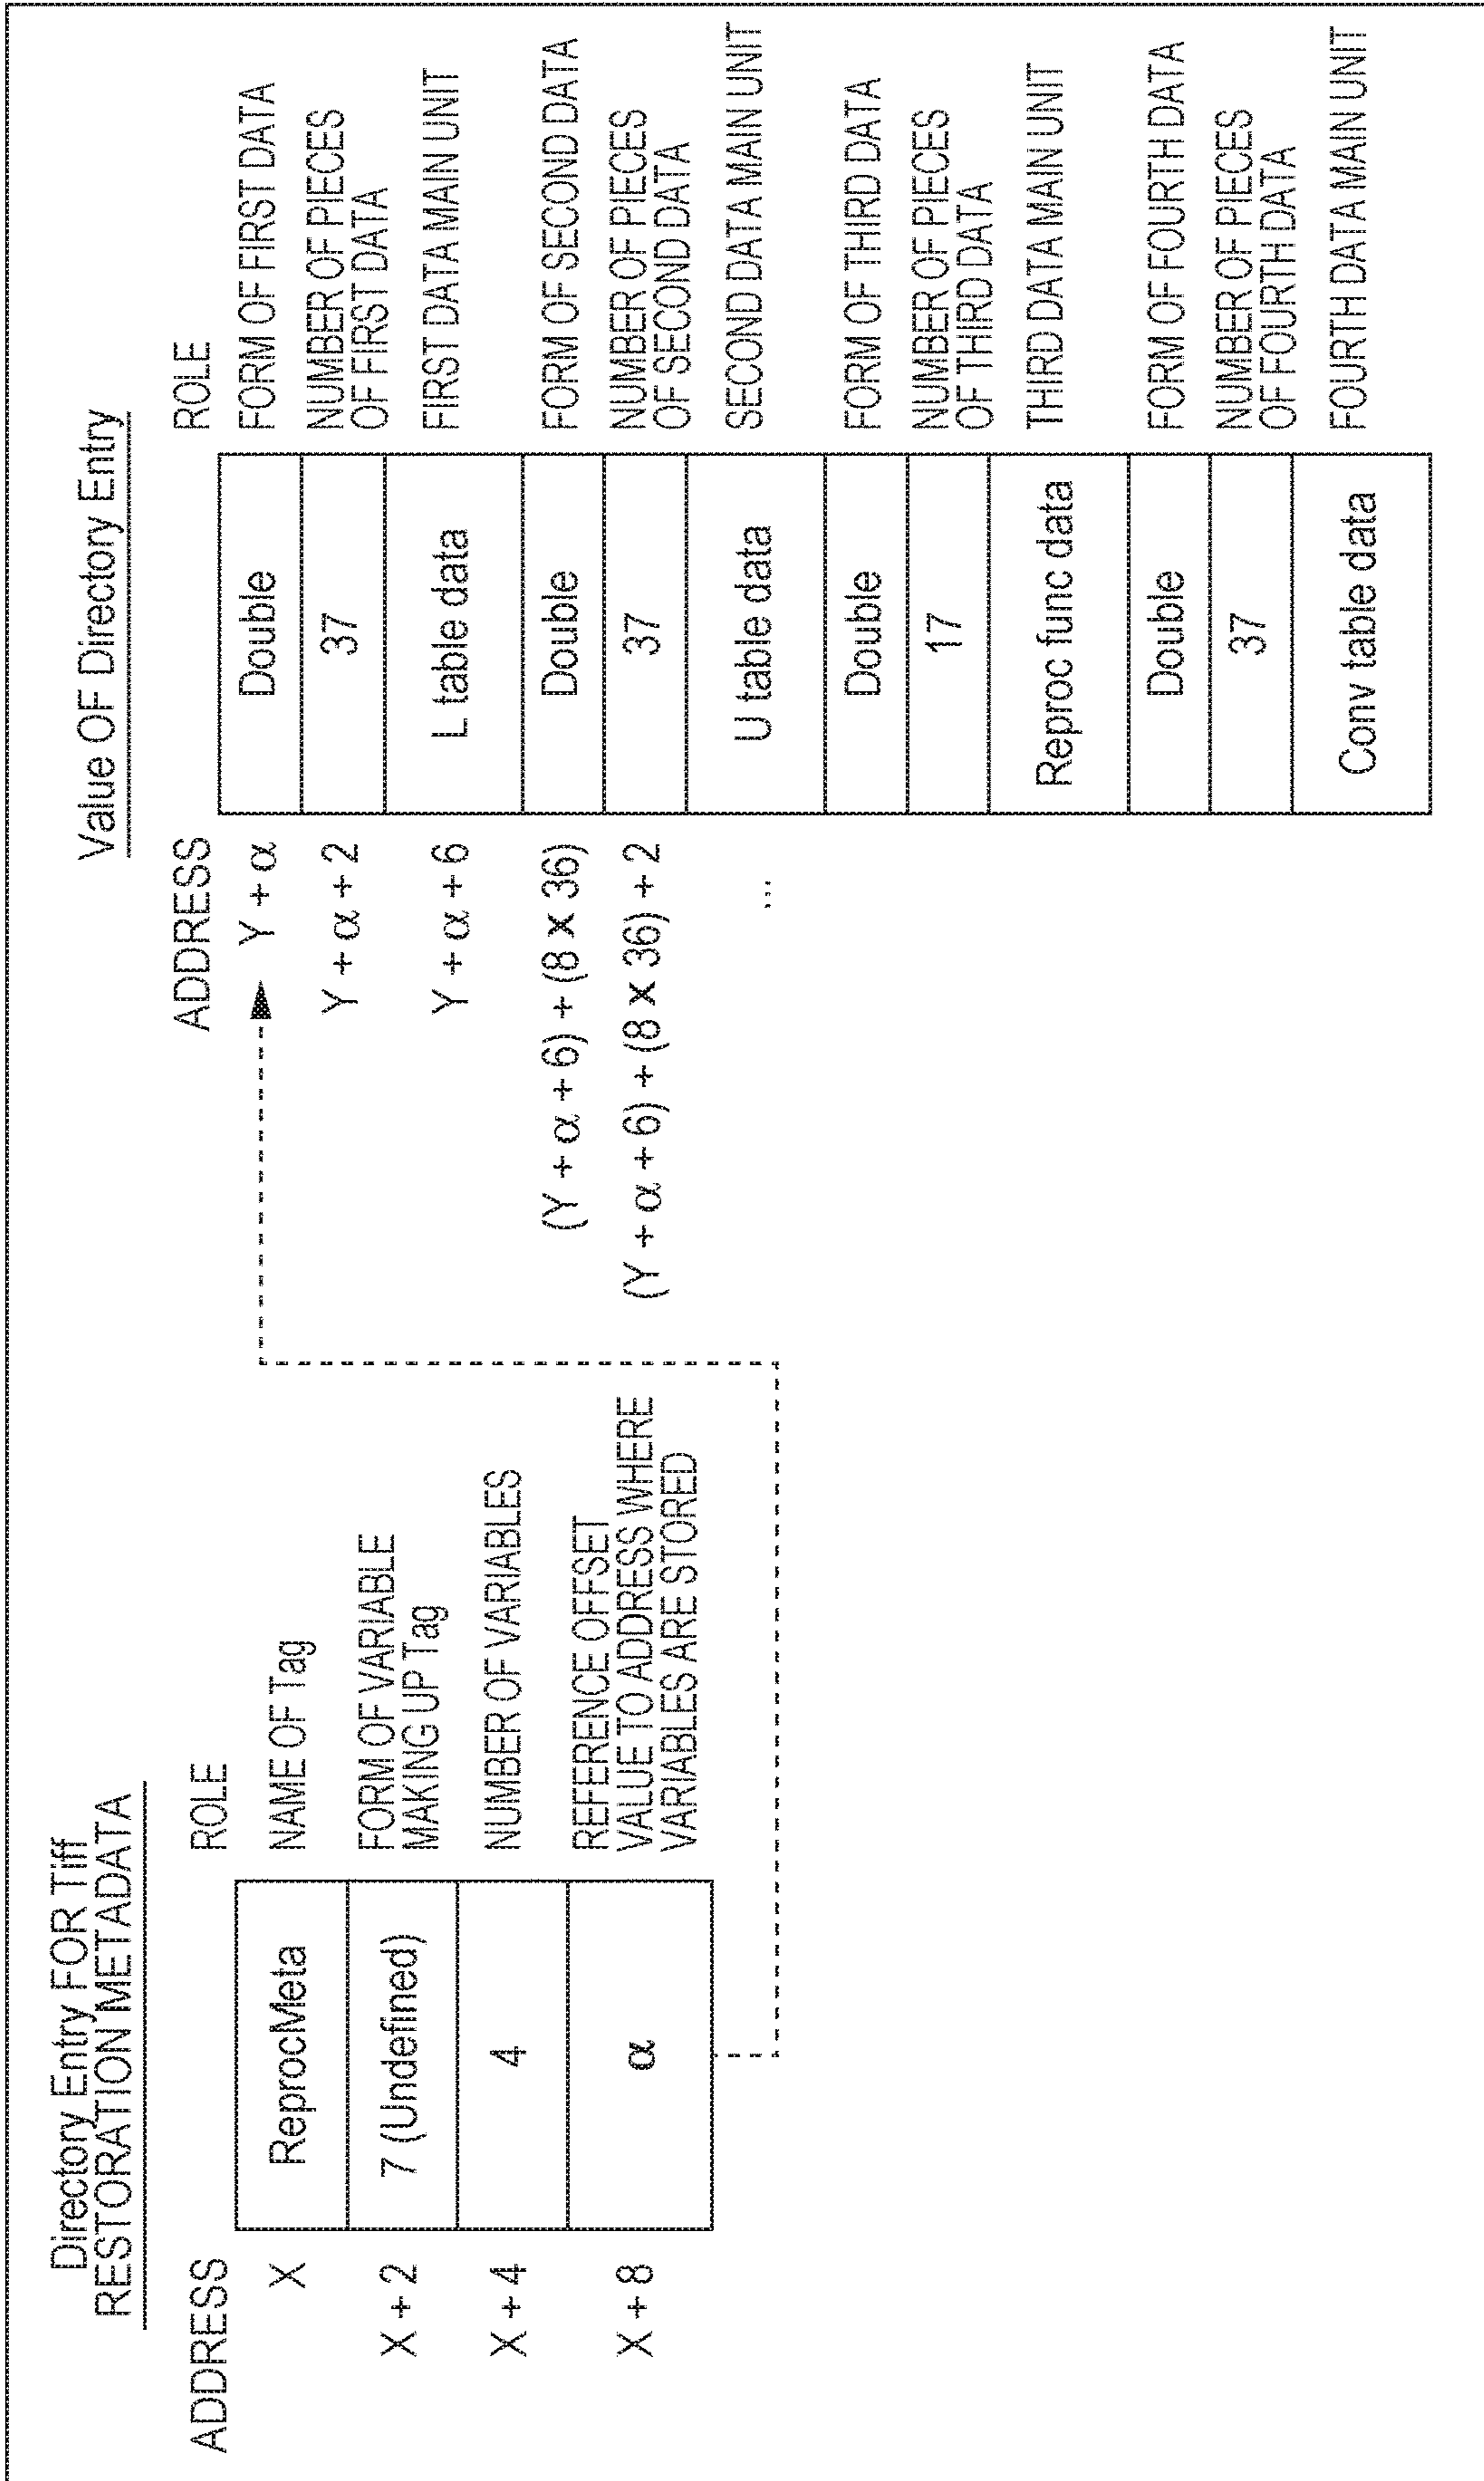 Directory Entry FOR Tiff
RESTORATION METADATA
ADDRESS ROLE
X ReprocMeta NAME OF Tag
X + 2 7 (Undefined) FORM OF VARIABLE
MAKING UP Tag
X + 4 4 NUMBER OF VARIABLES
X + 8 α REFERENCE OFFSET
VALUE TO ADDRESS WHERE
VARIABLES ARE STORED
Value OF Directory Entry
ADDRESS ROLE
Y + α Double FORM OF FIRST DATA
Y + α + 2 37 NUMBER OF PIECES
OF FIRST DATA
Y + α + 6 L table data FIRST DATA MAIN UNIT
(Y + α + 6) + (8 x 36) Double FORM OF SECOND DATA
(Y + α + 6) + (8 x 36) + 2 37 NUMBER OF PIECES
OF SECOND DATA
... U table data SECOND DATA MAIN UNIT
Double FORM OF THIRD DATA
17 NUMBER OF PIECES
OF THIRD DATA
Reproc func data THIRD DATA MAIN UNIT
Double FORM OF FOURTH DATA
37 NUMBER OF PIECES
OF FOURTH DATA
Conv table data FOURTH DATA MAIN UNIT